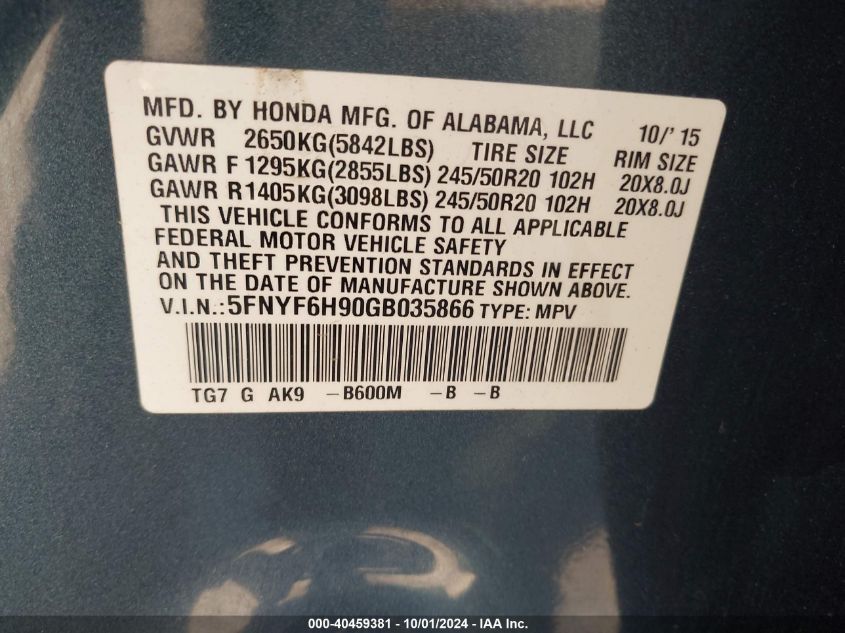 MFD. BY HONDA MFG. OF ALABAMA, LLC 10/' 15
GVWR 2650KG(5842LBS) TIRE SIZE RIM SIZE
GAWR F 1295KG(2855LBS) 245/50R20 102H 20X8.0J
GAWR R1405KG(3098LBS) 245/50R20 102H 20X8.0J
THIS VEHICLE CONFORMS TO ALL APPLICABLE
FEDERAL MOTOR VEHICLE SAFETY
AND THEFT PREVENTION STANDARDS IN EFFECT
ON THE DATE OF MANUFACTURE SHOWN ABOVE.
V.I.N.:5FNYF6H90GB035866 TYPE: MPV
TG7 G AK9 -B600M -B -B
000-40459381 - 10/01/2024 - IAA Inc.